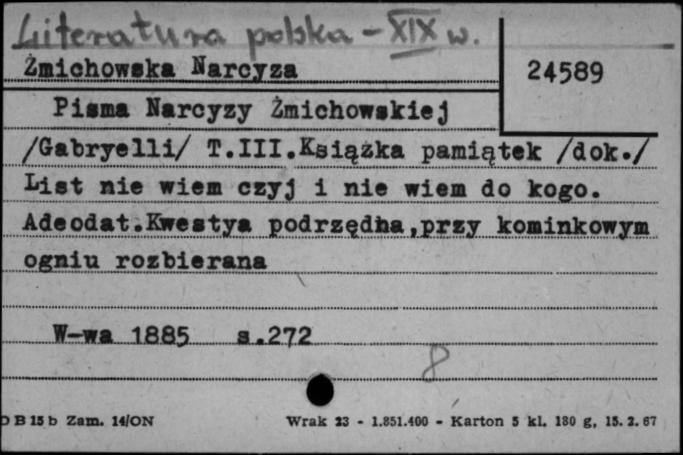 Literatura polska - XIX w.
Żmichowska Narcyza
24589
Pisma Narcyzy Żmichowskiej
/Gabryelli/ T.III.Książka pamiątek /dok./
List nie wiem czyj i nie wiem do kogo.
Adeodat.Kwestya podrzędna,przy kominkowym
ogniu rozbierana
W-wa 1885 s.272
8
D B 15 b Zam. 14/ON
Wrak 23 - 1.851.400 - Karton 5 kl. 180 g, 15.2.67